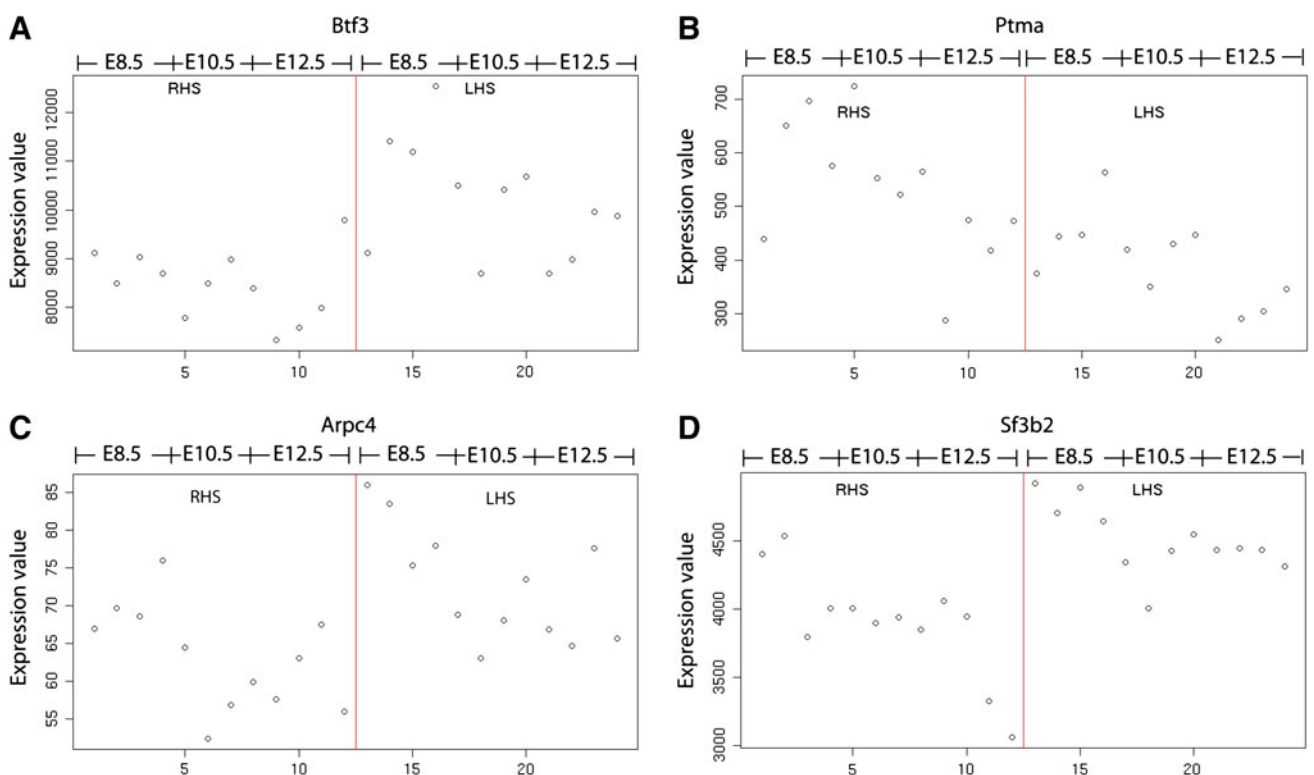 A
Btf3
E8.5 E10.5 E12.5 E8.5 E10.5 E12.5
RHS LHS
Expression value
12000
11000
10000
9000
8000
5 10 15 20
B
Ptma
E8.5 E10.5 E12.5 E8.5 E10.5 E12.5
RHS LHS
Expression value
700
600
500
400
300
5 10 15 20
C
Arpc4
E8.5 E10.5 E12.5 E8.5 E10.5 E12.5
RHS LHS
Expression value
85
80
75
70
65
60
55
5 10 15 20
D
Sf3b2
E8.5 E10.5 E12.5 E8.5 E10.5 E12.5
RHS LHS
Expression value
4500
4000
3500
3000
5 10 15 20